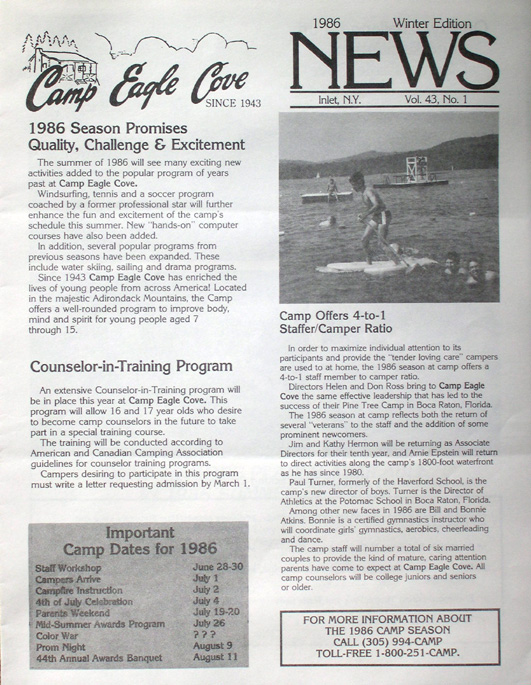 Camp Eagle Cove
SINCE 1943
1986 Winter Edition
NEWS
Inlet, N.Y. Vol. 43, No. 1
1986 Season Promises
Quality, Challenge & Excitement
The summer of 1986 will see many exciting new
activities added to the popular program of years
past at Camp Eagle Cove.
Windsurfing, tennis and a soccer program
coached by a former professional star will further
enhance the fun and excitement of the camp's
schedule this summer. New "hands-on" computer
courses have also been added.
In addition, several popular programs from
previous seasons have been expanded. These
include water skiing, sailing and drama programs.
Since 1943 Camp Eagle Cove has enriched the
lives of young people from across America! Located
in the majestic Adirondack Mountains, the Camp
offers a well-rounded program to improve body,
mind and spirit for young people aged 7
through 15.
Counselor-in-Training Program
An extensive Counselor-in-Training program will
be in place this year at Camp Eagle Cove. This
program will allow 16 and 17 year olds who desire
to become camp counselors in the future to take
part in a special training course.
The training will be conducted according to
American and Canadian Camping Association
guidelines for counselor training programs.
Campers desiring to participate in this program
must write a letter requesting admission by March 1.
Important
Camp Dates for 1986
Staff Workshop June 28-30
Campers Arrive July 1
Campfire Instruction July 2
4th of July Celebration July 4
Parents Weekend July 19-20
Mid-Summer Awards Program July 26
Color War ? ? ?
Prom Night August 9
44th Annual Awards Banquet August 11
Camp Offers 4-to-1
Staffer/Camper Ratio
In order to maximize individual attention to its
participants and provide the "tender loving care" campers
are used to at home, the 1986 season at camp offers a
4-to-1 staff member to camper ratio.
Directors Helen and Don Ross bring to Camp Eagle
Cove the same effective leadership that has led to the
success of their Pine Tree Camp in Boca Raton, Florida.
The 1986 season at camp reflects both the return of
several "veterans" to the staff and the addition of some
prominent newcomers.
Jim and Kathy Hermon will be returning as Associate
Directors for their tenth year, and Arnie Epstein will return
to direct activities along the camp's 1800-foot waterfront
as he has since 1980.
Paul Turner, formerly of the Haverford School, is the
camp's new director of boys. Turner is the Director of
Athletics at the Potomac School in Boca Raton, Florida.
Among other new faces in 1986 are Bill and Bonnie
Atkins. Bonnie is a certified gymnastics instructor who
will coordinate girls' gymnastics, aerobics, cheerleading
and dance.
The camp staff will number a total of six married
couples to provide the kind of mature, caring attention
parents have come to expect at Camp Eagle Cove. All
camp counselors will be college juniors and seniors
or older.
FOR MORE INFORMATION ABOUT
THE 1986 CAMP SEASON
CALL (305) 994-CAMP
TOLL-FREE 1-800-251-CAMP.